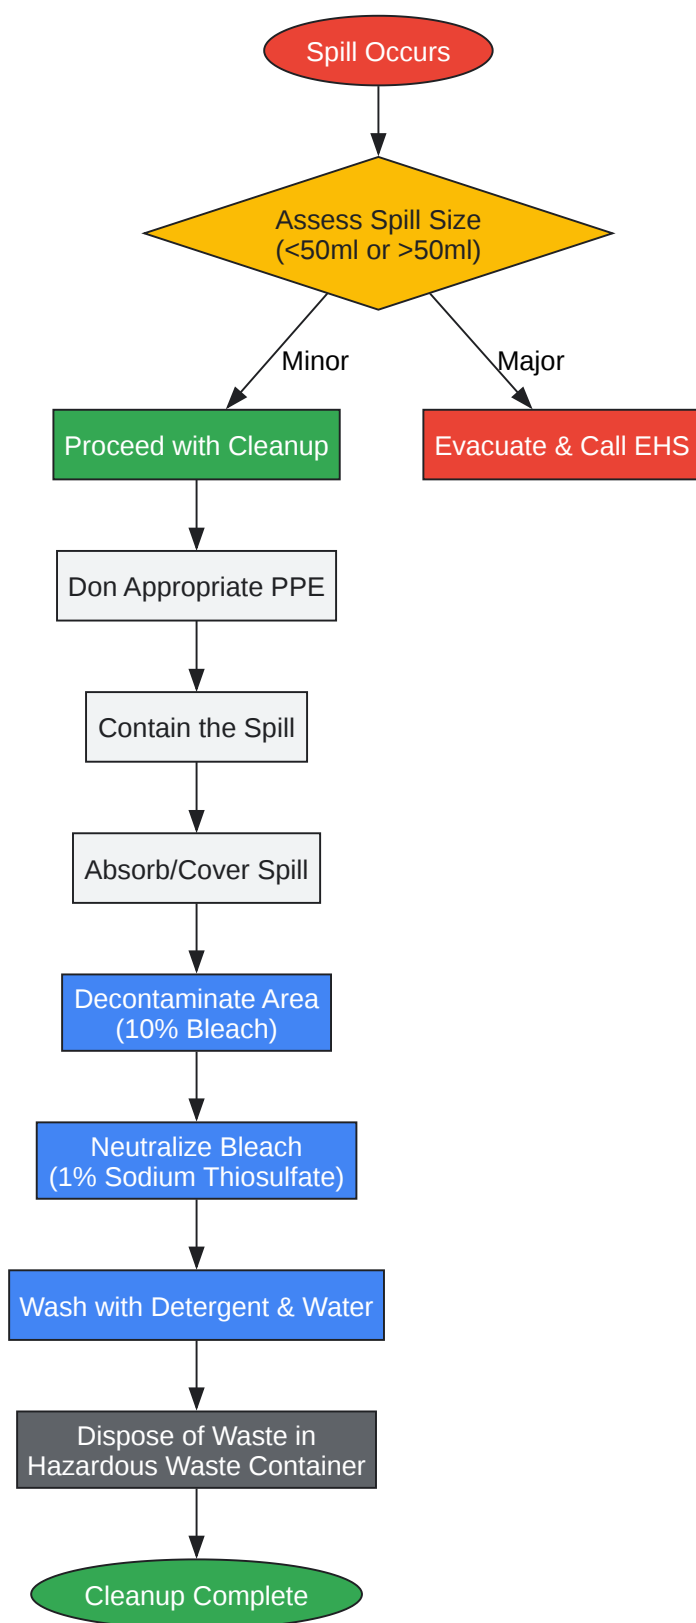 Spill Occurs
Assess Spill Size
(<50ml or >50ml)
Minor
Major
Proceed with Cleanup
Evacuate & Call EHS
Don Appropriate PPE
Contain the Spill
Absorb/Cover Spill
Decontaminate Area
(10% Bleach)
Neutralize Bleach
(1% Sodium Thiosulfate)
Wash with Detergent & Water
Dispose of Waste in
Hazardous Waste Container
Cleanup Complete